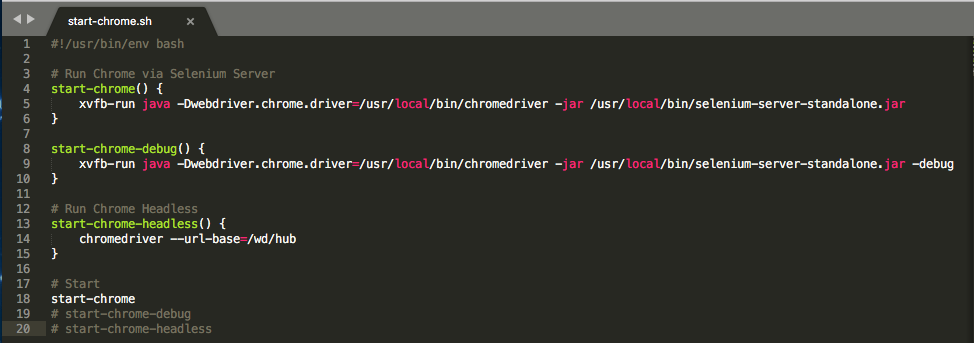 start-chrome.sh ×
1 #!/usr/bin/env bash
2
3 # Run Chrome via Selenium Server
4 start-chrome() {
5     xvfb-run java -Dwebdriver.chrome.driver=/usr/local/bin/chromedriver -jar /usr/local/bin/selenium-server-standalone.jar
6 }
7
8 start-chrome-debug() {
9     xvfb-run java -Dwebdriver.chrome.driver=/usr/local/bin/chromedriver -jar /usr/local/bin/selenium-server-standalone.jar -debug
10 }
11
12 # Run Chrome Headless
13 start-chrome-headless() {
14     chromedriver --url-base=/wd/hub
15 }
16
17 # Start
18 start-chrome
19 # start-chrome-debug
20 # start-chrome-headless